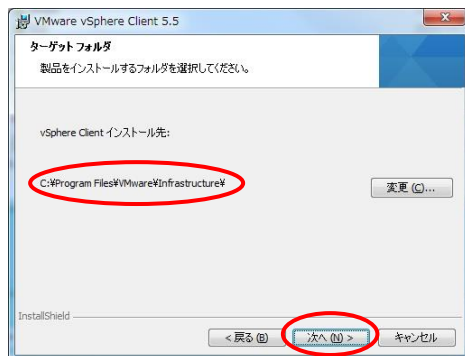 VMware vSphere Client 5.5
ターゲット フォルダ
製品をインストールするフォルダを選択してください。
vSphere Client インストール先:
C:¥Program Files¥VMware¥Infrastructure¥
変更(C)...
InstallShield
< 戻る(B)
次へ(N) >
キャンセル